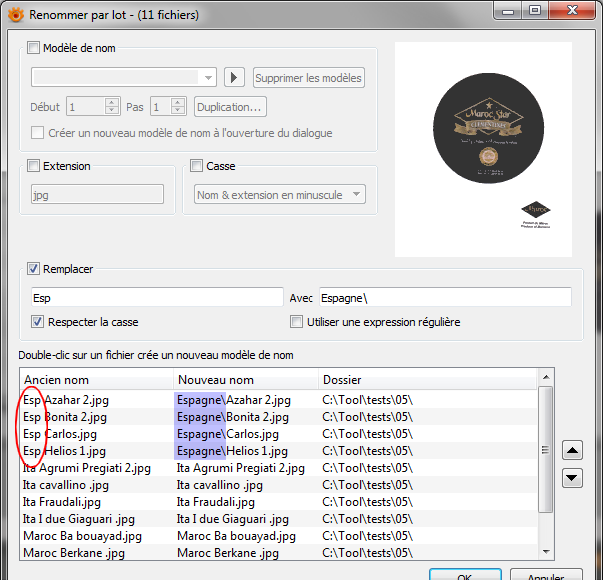 Renommer par lot - (11 fichiers)
Modèle de nom
Supprimer les modèles
Début 1 Pas 1 Duplication...
Créer un nouveau modèle de nom à l'ouverture du dialogue
Extension
jpg
Casse
Nom & extension en minuscule
Maroc Star
CLEMENTINES
Maroc
Produit du Maroc
Produce of Morocco
Remplacer
Esp Avec Espagne\
Respecter la casse Utiliser une expression régulière
Double-clic sur un fichier crée un nouveau modèle de nom
Ancien nom Nouveau nom Dossier
Esp Azahar 2.jpg Espagne\Azahar 2.jpg C:\Tool\tests\05\
Esp Bonita 2.jpg Espagne\Bonita 2.jpg C:\Tool\tests\05\
Esp Carlos.jpg Espagne\Carlos.jpg C:\Tool\tests\05\
Esp Helios 1.jpg Espagne\Helios 1.jpg C:\Tool\tests\05\
Ita Agrumi Pregiati 2.jpg Ita Agrumi Pregiati 2.jpg C:\Tool\tests\05\
Ita cavallino .jpg Ita cavallino .jpg C:\Tool\tests\05\
Ita Fraudali.jpg Ita Fraudali.jpg C:\Tool\tests\05\
Ita I due Giaguari .jpg Ita I due Giaguari .jpg C:\Tool\tests\05\
Maroc Ba bouayad.jpg Maroc Ba bouayad.jpg C:\Tool\tests\05\
Maroc Berkane .jpg Maroc Berkane .jpg C:\Tool\tests\05\
OK Annuler